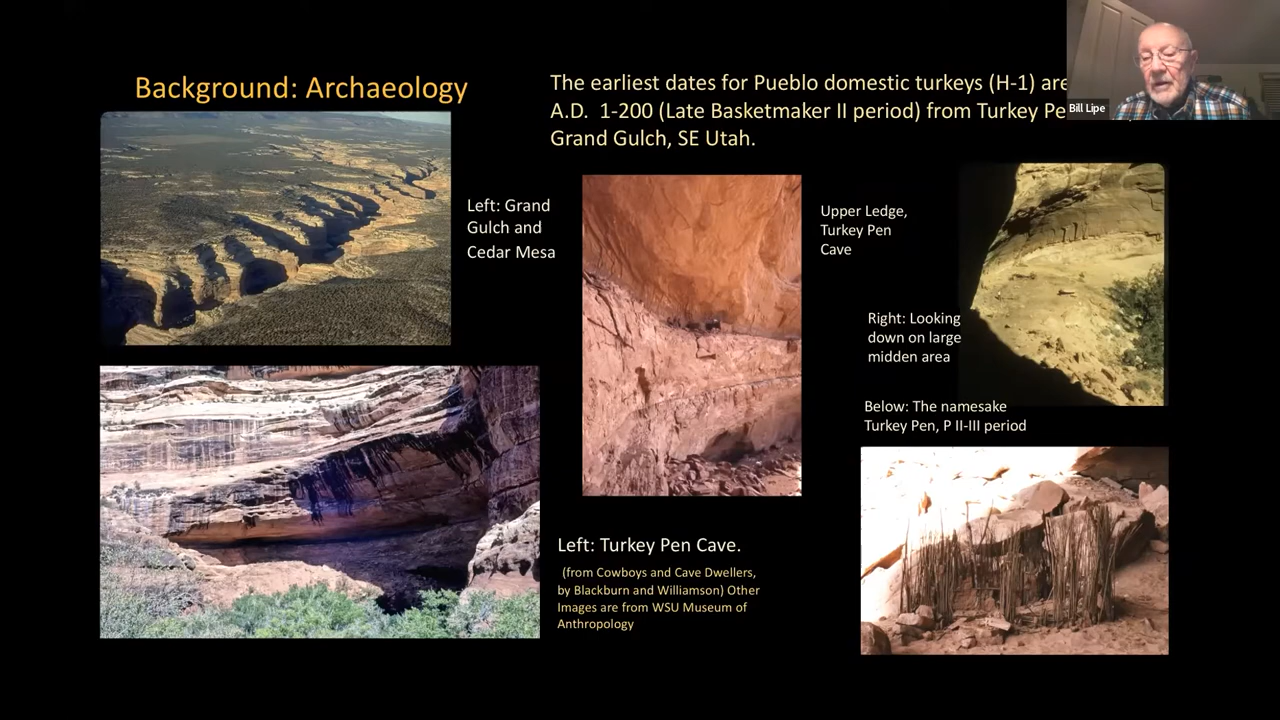 Background: Archaeology
The earliest dates for Pueblo domestic turkeys (H-1) are
A.D. 1-200 (Late Basketmaker II period) from Turkey
Grand Gulch, SE Utah.
Bill Lipe
Left: Grand
Gulch and
Cedar Mesa
Upper Ledge,
Turkey Pen
Cave
Right: Looking
down on large
midden area
Below: The namesake
Turkey Pen, P II-III period
Left: Turkey Pen Cave.
(from Cowboys and Cave Dwellers,
by Blackburn and Williamson) Other
Images are from WSU Museum of
Anthropology